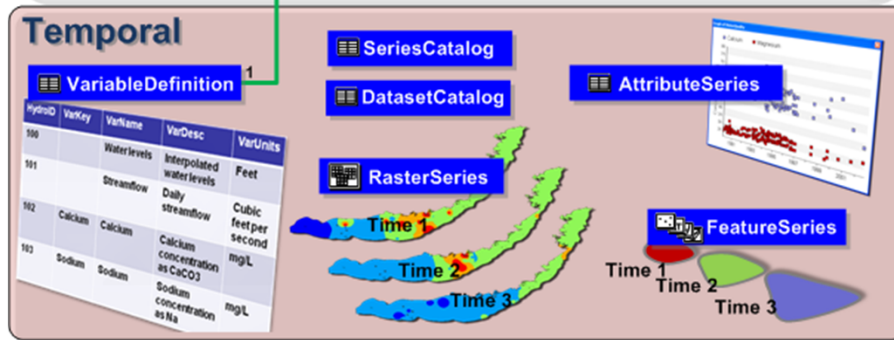 Temporal
VariableDefinition 1
SeriesCatalog
DatasetCatalog
AttributeSeries
HydroID VarKey VarName VarDesc VarUnits
100 Water levels Interpolated water levels Feet
101 Streamflow Daily streamflow Cubic feet per second
102 Calcium Calcium Calcium concentration as CaCO3 mg/L
103 Sodium Sodium Sodium concentration as Na mg/L
RasterSeries
Time 1
Time 2
Time 3
FeatureSeries
Time 1
Time 2
Time 3
Calcium Magnesium